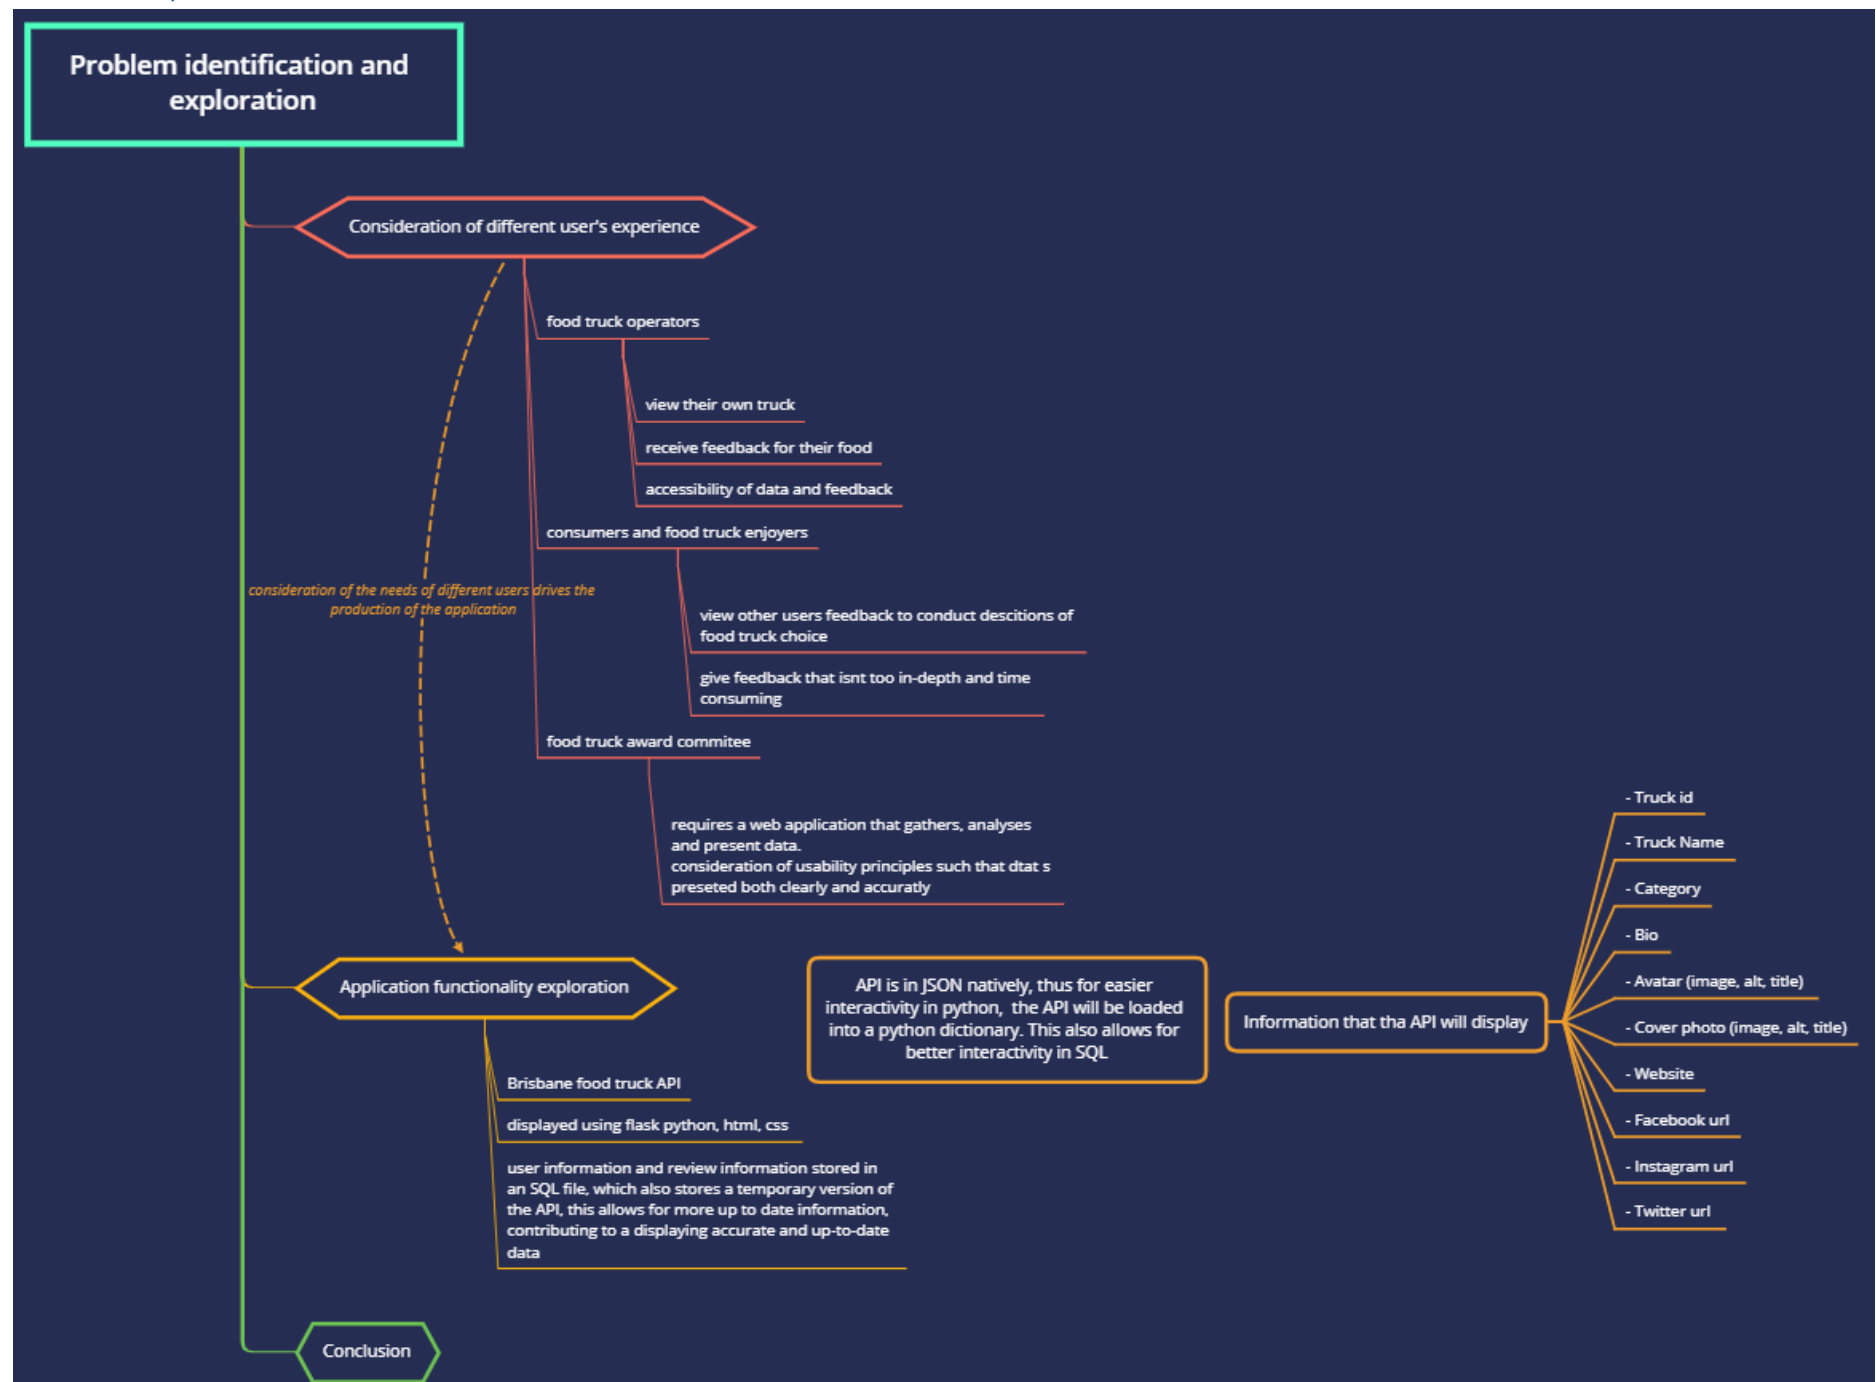 Problem identification and
exploration
Consideration of different user's experience
food truck operators
view their own truck
receive feedback for their food
accessibility of data and feedback
consumers and food truck enjoyers
consideration of the needs of different users drives the
production of the application
view other users feedback to conduct descitions of
food truck choice
give feedback that isnt too in-depth and time
consuming
food truck award commitee
requires a web application that gathers, analyses
and present data.
consideration of usability principles such that dtat s
preseted both clearly and accuratly
Application functionality exploration
Brisbane food truck API
displayed using flask python, html, css
user information and review information stored in
an SQL file, which also stores a temporary version of
the API, this allows for more up to date information,
contributing to a displaying accurate and up-to-date
data
API is in JSON natively, thus for easier
interactivity in python, the API will be loaded
into a python dictionary. This also allows for
better interactivity in SQL
Information that tha API will display
- Truck id
- Truck Name
- Category
- Bio
- Avatar (image, alt, title)
- Cover photo (image, alt, title)
- Website
- Facebook url
- Instagram url
- Twitter url
Conclusion